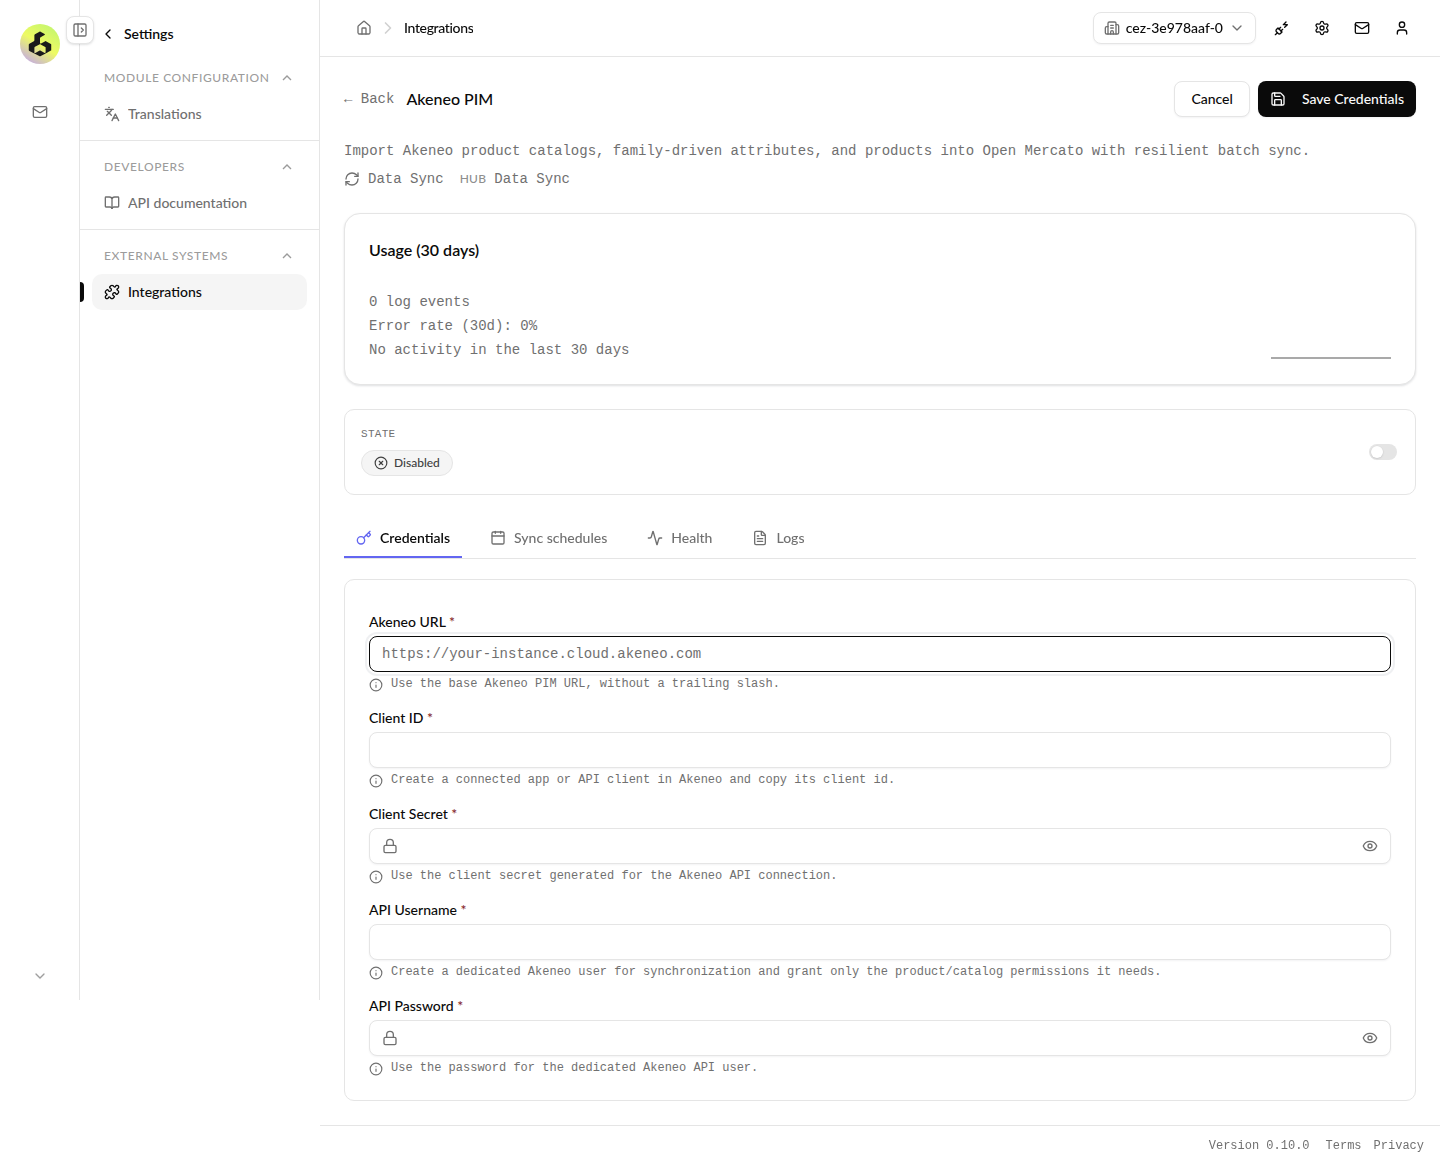 Settings
MODULE CONFIGURATION
Translations
DEVELOPERS
API documentation
EXTERNAL SYSTEMS
Integrations
Integrations
cez-3e978aaf-0
← Back Akeneo PIM
Cancel
Save Credentials
Import Akeneo product catalogs, family-driven attributes, and products into Open Mercato with resilient batch sync.
Data Sync HUB Data Sync
Usage (30 days)
0 log events
Error rate (30d): 0%
No activity in the last 30 days
STATE
Disabled
Credentials
Sync schedules
Health
Logs
Akeneo URL *
https://your-instance.cloud.akeneo.com
Use the base Akeneo PIM URL, without a trailing slash.
Client ID *
Create a connected app or API client in Akeneo and copy its client id.
Client Secret *
Use the client secret generated for the Akeneo API connection.
API Username *
Create a dedicated Akeneo user for synchronization and grant only the product/catalog permissions it needs.
API Password *
Use the password for the dedicated Akeneo API user.
Version 0.10.0 Terms Privacy